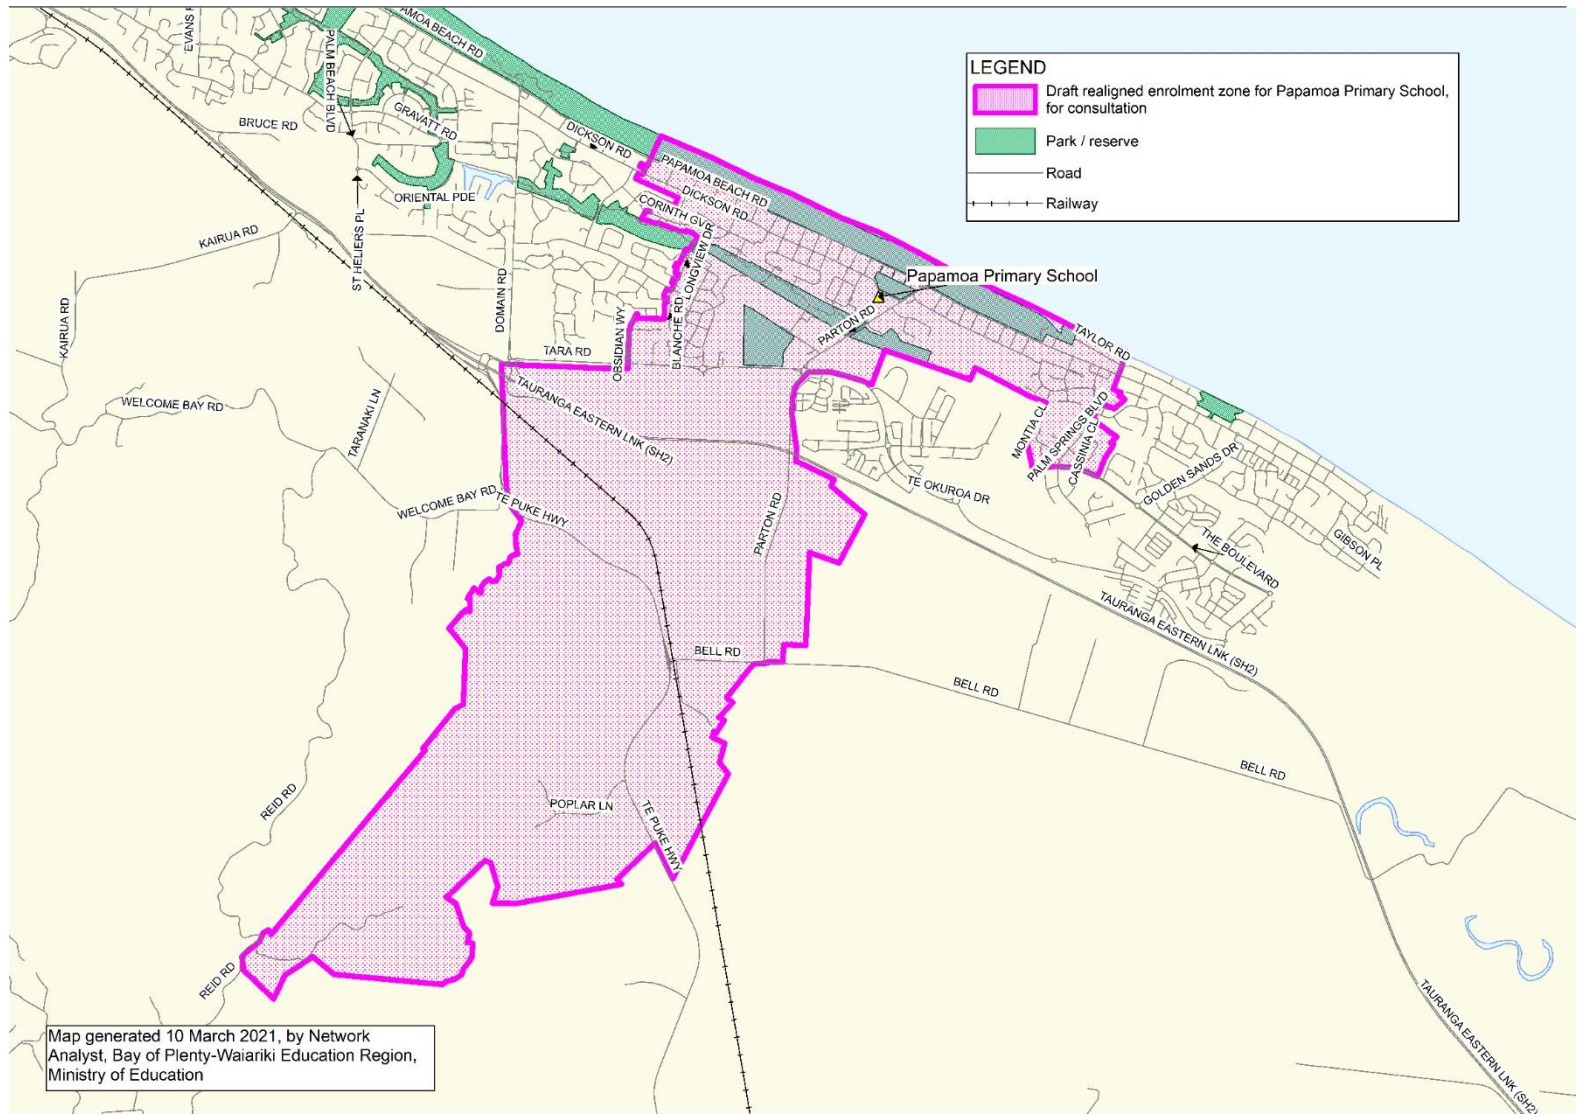 EVANS R
PALM BEACH BLVD
AMOA BEACH RD
BRUCE RD
GRAVATT RD
DICKSON RD
ORIENTAL PDE
KAIRUA RD
ST HELIERS PL
KAIRUA RD
DOMAIN RD
PAPAMOA BEACH RD
DICKSON RD
CORINTH GV
LONGVIEW DR
BLANCHE RD
OBSIDIAN WY
TARA RD
PARTON RD
Papamoa Primary School
TAYLOR RD
WELCOME BAY RD
TARANAKI LN
TAURANGA EASTERN LNK (SH2)
MONTIA CL
PALM SPRINGS BLVD
CASSINIA CL
GOLDEN SANDS DR
TE OKUROA DR
WELCOME BAY RD
TE PUKE HWY
PARTON RD
THE BOULEVARD
GIBSON PL
TAURANGA EASTERN LNK (SH2)
BELL RD
BELL RD
BELL RD
REID RD
POPLAR LN
TE PUKE HWY
REID RD
TAURANGA EASTERN LNK (SH2)
LEGEND
Draft realigned enrolment zone for Papamoa Primary School,
for consultation
Park / reserve
Road
Railway
Map generated 10 March 2021, by Network
Analyst, Bay of Plenty-Waiariki Education Region,
Ministry of Education